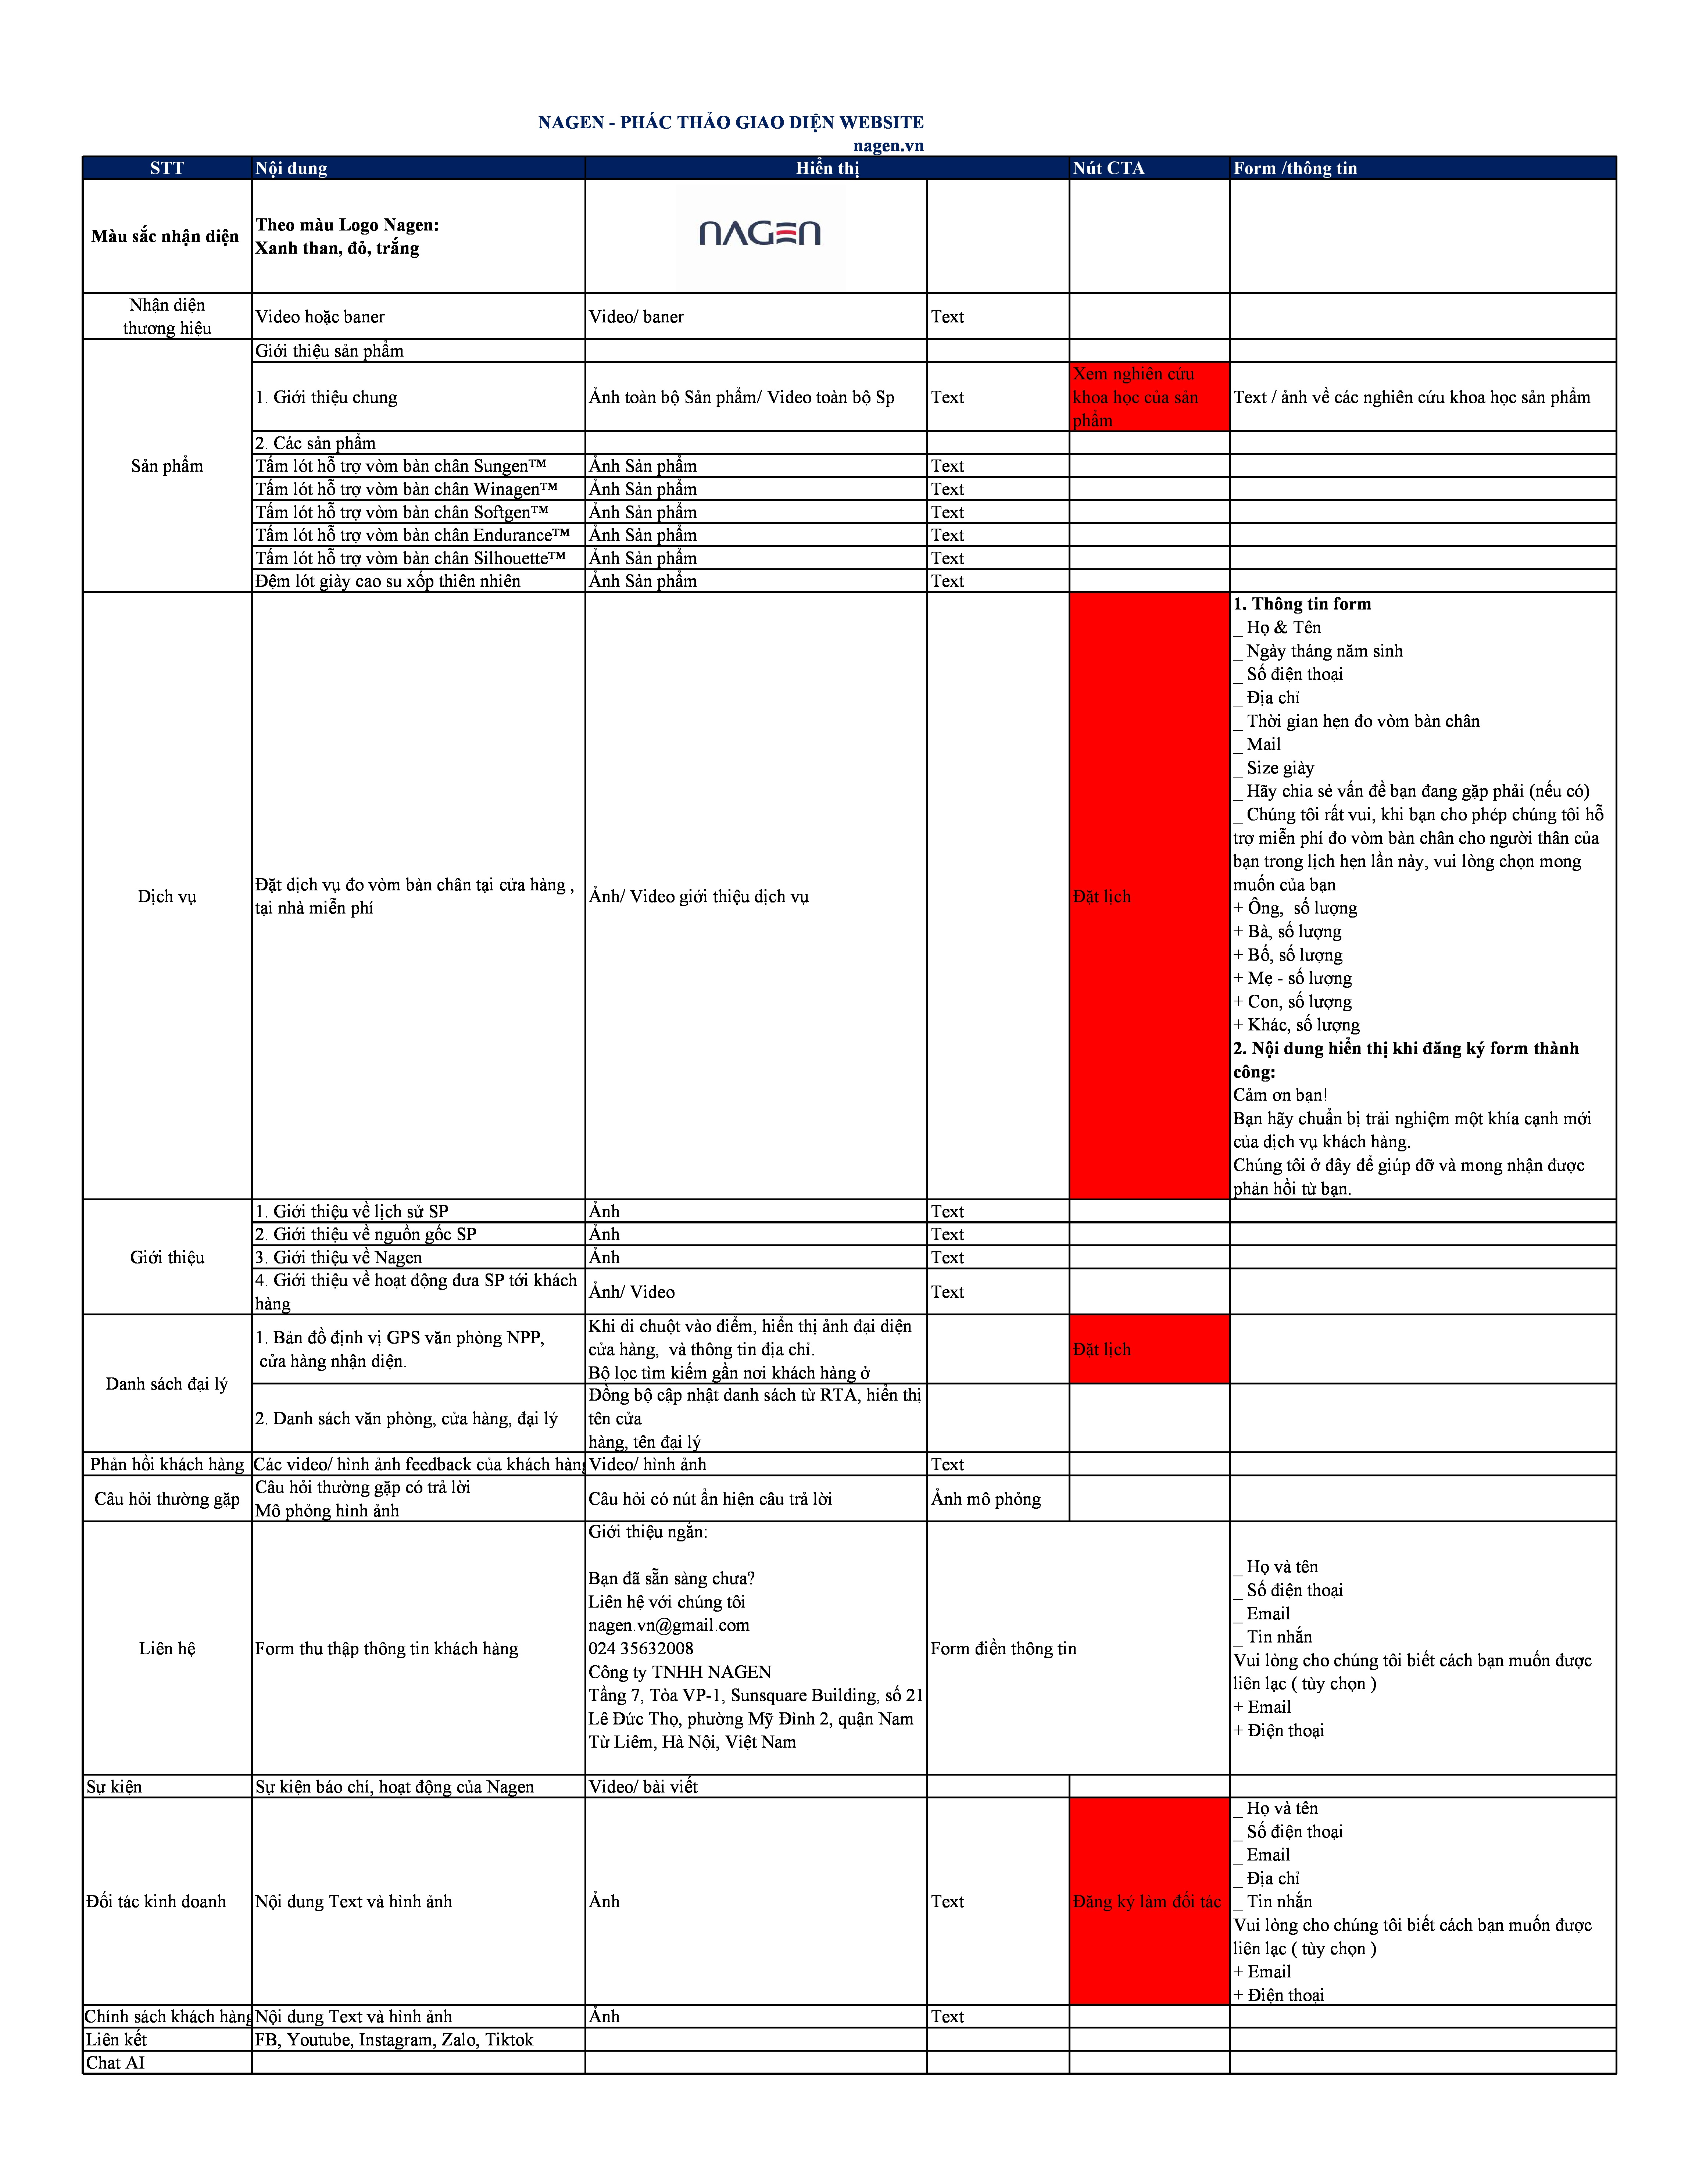 NAGEN - PHÁC THẢO GIAO DIỆN WEBSITE
nagen.vn
STT Nội dung Hiển thị Nút CTA Form /thông tin
Màu sắc nhận diện
Theo màu Logo Nagen:
Xanh than, đỏ, trắng
NAGEN
Nhận diện
thương hiệu
Video hoặc baner Video/ baner Text
Sản phẩm
Giới thiệu sản phẩm
1. Giới thiệu chung Ảnh toàn bộ Sản phẩm/ Video toàn bộ Sp Text
Xem nghiên cứu
khoa học của sản
phẩm
Text / ảnh về các nghiên cứu khoa học sản phẩm
2. Các sản phẩm
Tấm lót hỗ trợ vòm bàn chân Sungen™ Ảnh Sản phẩm Text
Tấm lót hỗ trợ vòm bàn chân Winagen™ Ảnh Sản phẩm Text
Tấm lót hỗ trợ vòm bàn chân Softgen™ Ảnh Sản phẩm Text
Tấm lót hỗ trợ vòm bàn chân Endurance™ Ảnh Sản phẩm Text
Tấm lót hỗ trợ vòm bàn chân Silhouette™ Ảnh Sản phẩm Text
Đệm lót giày cao su xốp thiên nhiên Ảnh Sản phẩm Text
Dịch vụ
Đặt dịch vụ đo vòm bàn chân tại cửa hàng ,
tại nhà miễn phí
Ảnh/ Video giới thiệu dịch vụ
Đặt lịch
1. Thông tin form
_ Họ & Tên
_ Ngày tháng năm sinh
_ Số điện thoại
_ Địa chỉ
_ Thời gian hẹn đo vòm bàn chân
_ Mail
_ Size giày
_ Hãy chia sẻ vấn đề bạn đang gặp phải (nếu có)
_ Chúng tôi rất vui, khi bạn cho phép chúng tôi hỗ
trợ miễn phí đo vòm bàn chân cho người thân của
bạn trong lịch hẹn lần này, vui lòng chọn mong
muốn của bạn
+ Ông,  số lượng
+ Bà, số lượng
+ Bố, số lượng
+ Mẹ - số lượng
+ Con, số lượng
+ Khác, số lượng
2. Nội dung hiển thị khi đăng ký form thành
công:
Cảm ơn bạn!
Bạn hãy chuẩn bị trải nghiệm một khía cạnh mới
của dịch vụ khách hàng.
Chúng tôi ở đây để giúp đỡ và mong nhận được
phản hồi từ bạn.
Giới thiệu
1. Giới thiệu về lịch sử SP Ảnh Text
2. Giới thiệu về nguồn gốc SP Ảnh Text
3. Giới thiệu về Nagen Ảnh Text
4. Giới thiệu về hoạt động đưa SP tới khách
hàng
Ảnh/ Video Text
Danh sách đại lý
1. Bản đồ định vị GPS văn phòng NPP,
cửa hàng nhận diện.
Khi di chuột vào điểm, hiển thị ảnh đại diện
cửa hàng,  và thông tin địa chỉ.
Bộ lọc tìm kiếm gần nơi khách hàng ở
Đặt lịch
2. Danh sách văn phòng, cửa hàng, đại lý
Đồng bộ cập nhật danh sách từ RTA, hiển thị
tên cửa
hàng, tên đại lý
Phản hồi khách hàng Các video/ hình ảnh feedback của khách hàng Video/ hình ảnh Text
Câu hỏi thường gặp
Câu hỏi thường gặp có trả lời
Mô phỏng hình ảnh
Câu hỏi có nút ẩn hiện câu trả lời Ảnh mô phỏng
Liên hệ
Form thu thập thông tin khách hàng
Giới thiệu ngắn:
Bạn đã sẵn sàng chưa?
Liên hệ với chúng tôi
nagen.vn@gmail.com
024 35632008
Công ty TNHH NAGEN
Tầng 7, Tòa VP-1, Sunsquare Building, số 21
Lê Đức Thọ, phường Mỹ Đình 2, quận Nam
Từ Liêm, Hà Nội, Việt Nam
Form điền thông tin
_ Họ và tên
_ Số điện thoại
_ Email
_ Tin nhắn
Vui lòng cho chúng tôi biết cách bạn muốn được
liên lạc ( tùy chọn )
+ Email
+ Điện thoại
Sự kiện Sự kiện báo chí, hoạt động của Nagen Video/ bài viết
Đối tác kinh doanh Nội dung Text và hình ảnh Ảnh Text Đăng ký làm đối tác
_ Họ và tên
_ Số điện thoại
_ Email
_ Địa chỉ
_ Tin nhắn
Vui lòng cho chúng tôi biết cách bạn muốn được
liên lạc ( tùy chọn )
+ Email
+ Điện thoại
Chính sách khách hàng Nội dung Text và hình ảnh Ảnh Text
Liên kết FB, Youtube, Instagram, Zalo, Tiktok
Chat AI